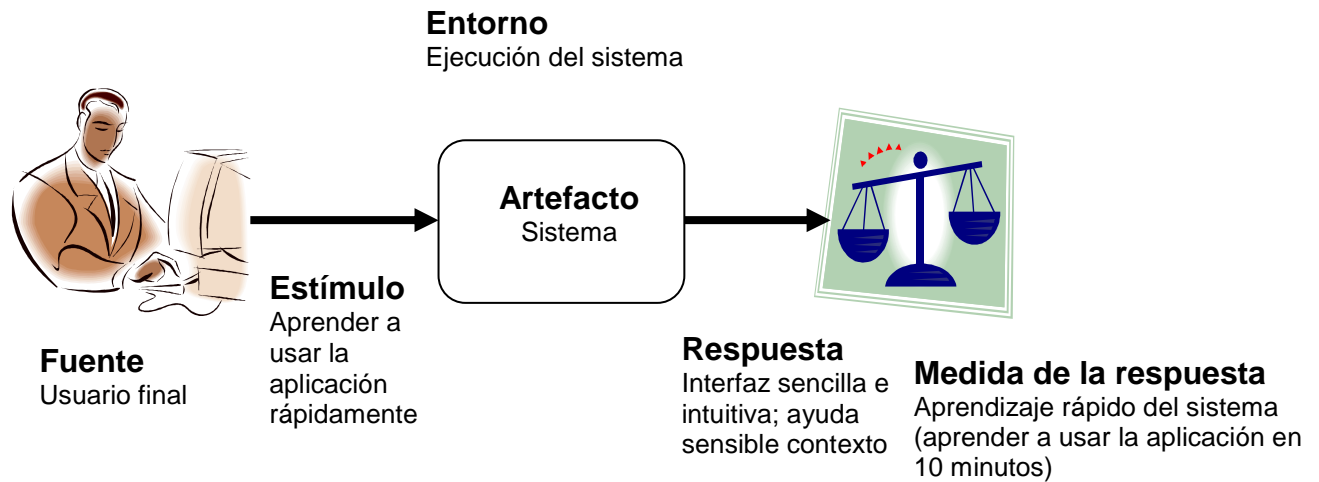 Entorno
Ejecución del sistema
Artefacto
Sistema
Estímulo
Aprender a
usar la
aplicación
rápidamente
Fuente
Usuario final
Respuesta
Interfaz sencilla e
intuitiva; ayuda
sensible contexto
Medida de la respuesta
Aprendizaje rápido del sistema
(aprender a usar la aplicación en
10 minutos)